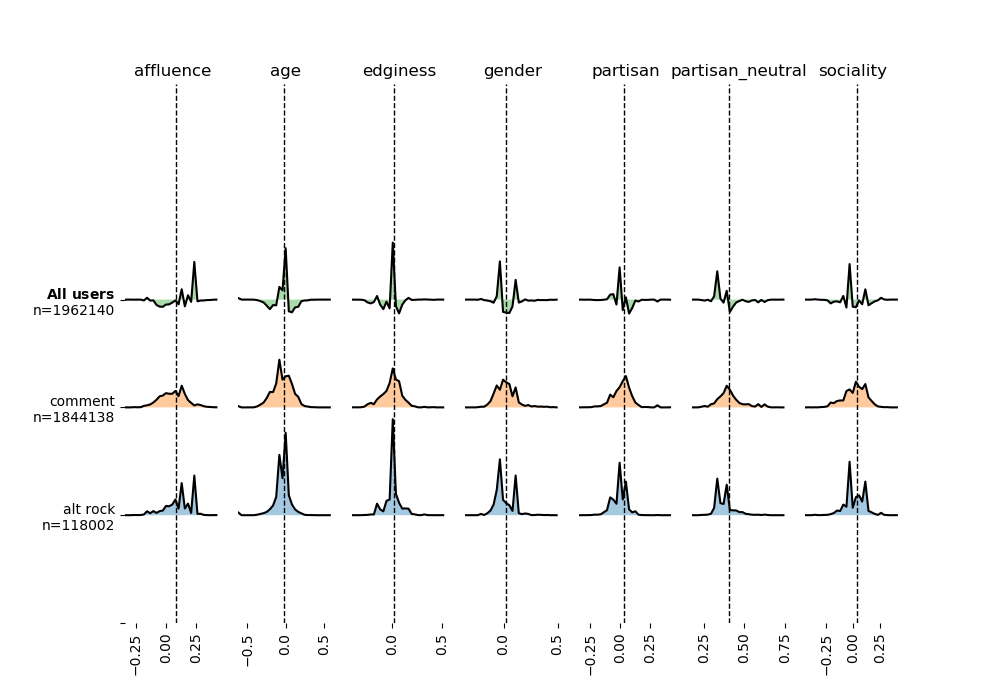 affluence age edginess gender partisan partisan_neutral sociality
All users
n=1962140
comment
n=1844138
alt rock
n=118002
−0.25 0.00 0.25 −0.5 0.0 0.5 0.0 0.5 0.0 0.5 −0.25 0.00 0.25 0.25 0.50 0.75 −0.25 0.00 0.25